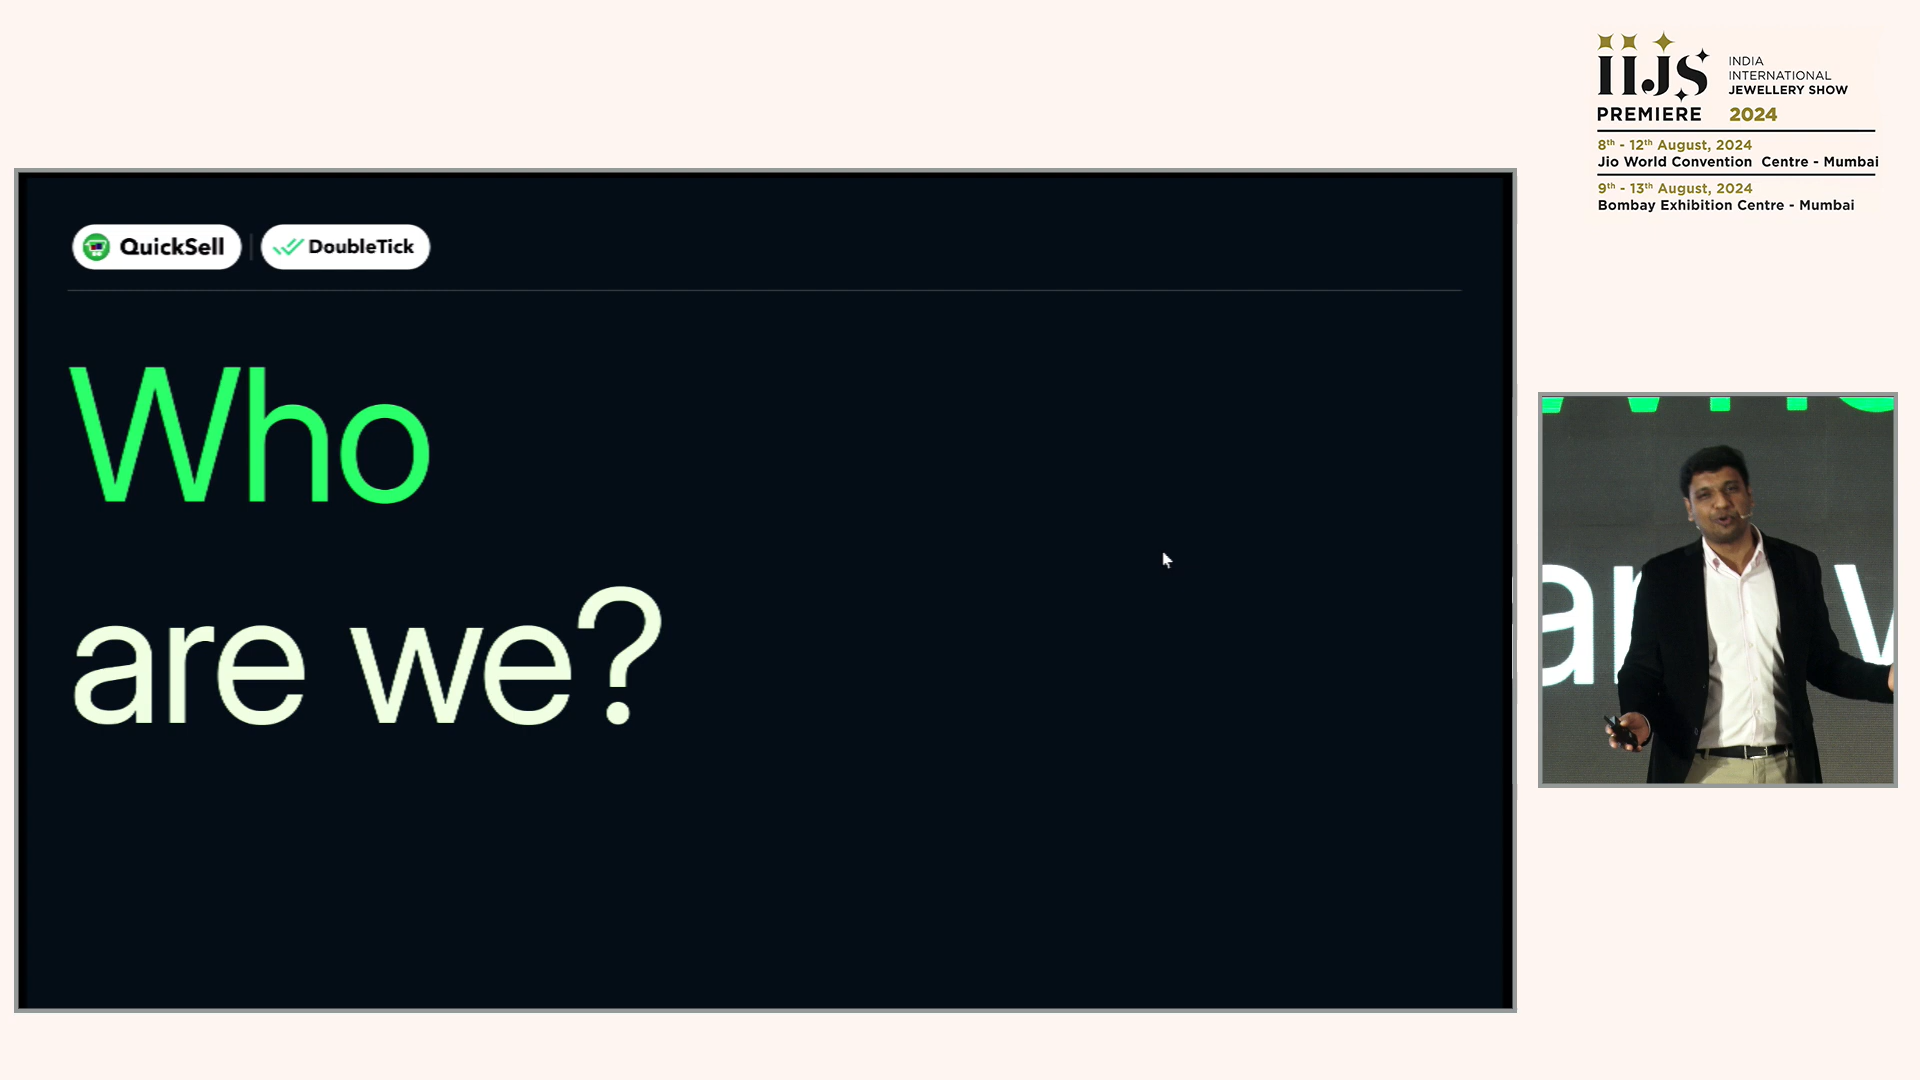 IIJS
INDIA
INTERNATIONAL
JEWELLERY SHOW
PREMIERE 2024
8th - 12th August, 2024
Jio World Convention Centre - Mumbai
9th - 13th August, 2024
Bombay Exhibition Centre - Mumbai
QuickSell
DoubleTick
Who
are we?